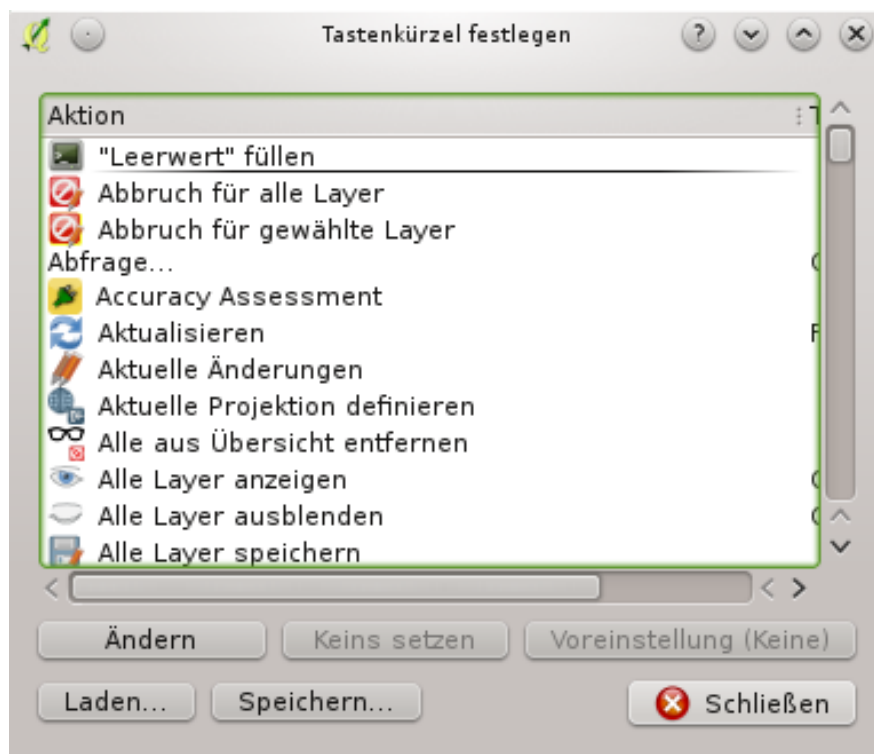 Tastenkürzel festlegen
Aktion
"Leerwert" füllen
Abbruch für alle Layer
Abbruch für gewählte Layer
Abfrage...
Accuracy Assessment
Aktualisieren
Aktuelle Änderungen
Aktuelle Projektion definieren
Alle aus Übersicht entfernen
Alle Layer anzeigen
Alle Layer ausblenden
Alle Layer speichern
Ändern Keins setzen Voreinstellung (Keine)
Laden... Speichern... Schließen